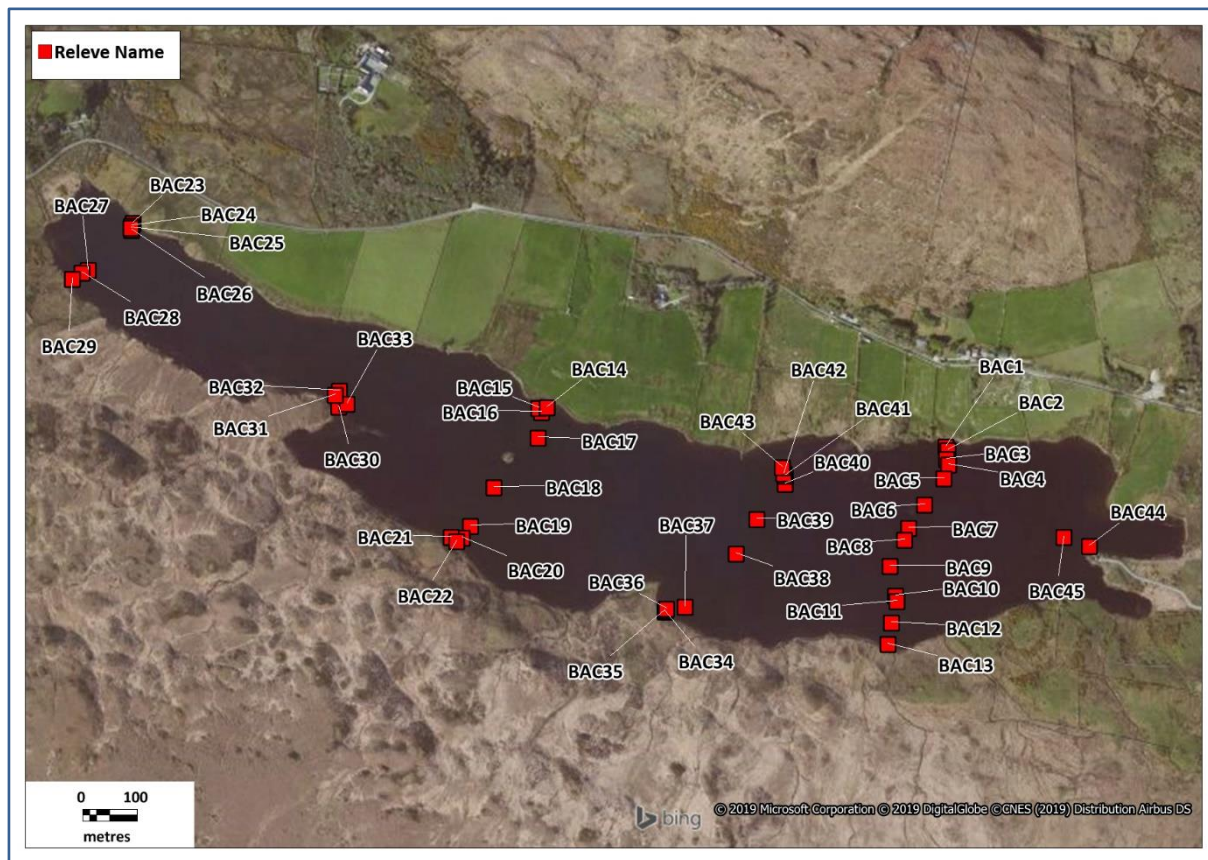 Releve Name
BAC23
BAC27
BAC24
BAC25
BAC26
BAC28
BAC29
BAC33
BAC32
BAC31
BAC30
BAC15
BAC14
BAC16
BAC17
BAC18
BAC19
BAC21
BAC20
BAC22
BAC42
BAC43
BAC41
BAC40
BAC1
BAC2
BAC3
BAC4
BAC5
BAC6
BAC7
BAC8
BAC9
BAC10
BAC11
BAC12
BAC13
BAC37
BAC39
BAC38
BAC36
BAC35
BAC34
BAC44
BAC45
0 100
metres
bing
© 2019 Microsoft Corporation © 2019 DigitalGlobe ©CNES (2019) Distribution Airbus DS